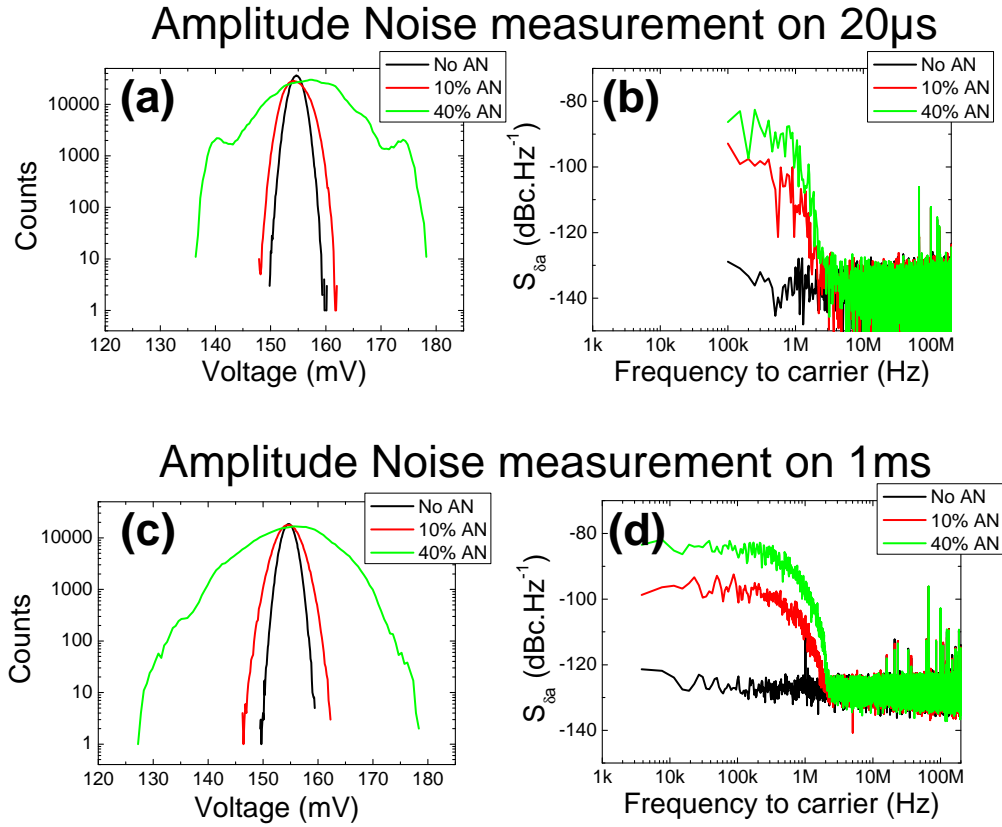 Amplitude Noise measurement on 20µs
(a)
No AN
10% AN
40% AN
10000
1000
100
10
1
Counts
120 130 140 150 160 170 180
Voltage (mV)
(b)
No AN
10% AN
40% AN
-80
-100
-120
-140
S δa (dBc.Hz-1)
1k 10k 100k 1M 10M 100M
Frequency to carrier (Hz)
Amplitude Noise measurement on 1ms
(c)
No AN
10% AN
40% AN
10000
1000
100
10
1
Counts
120 130 140 150 160 170 180
Voltage (mV)
(d)
No AN
10% AN
40% AN
-80
-100
-120
-140
S δa (dBc.Hz-1)
1k 10k 100k 1M 10M 100M
Frequency to carrier (Hz)